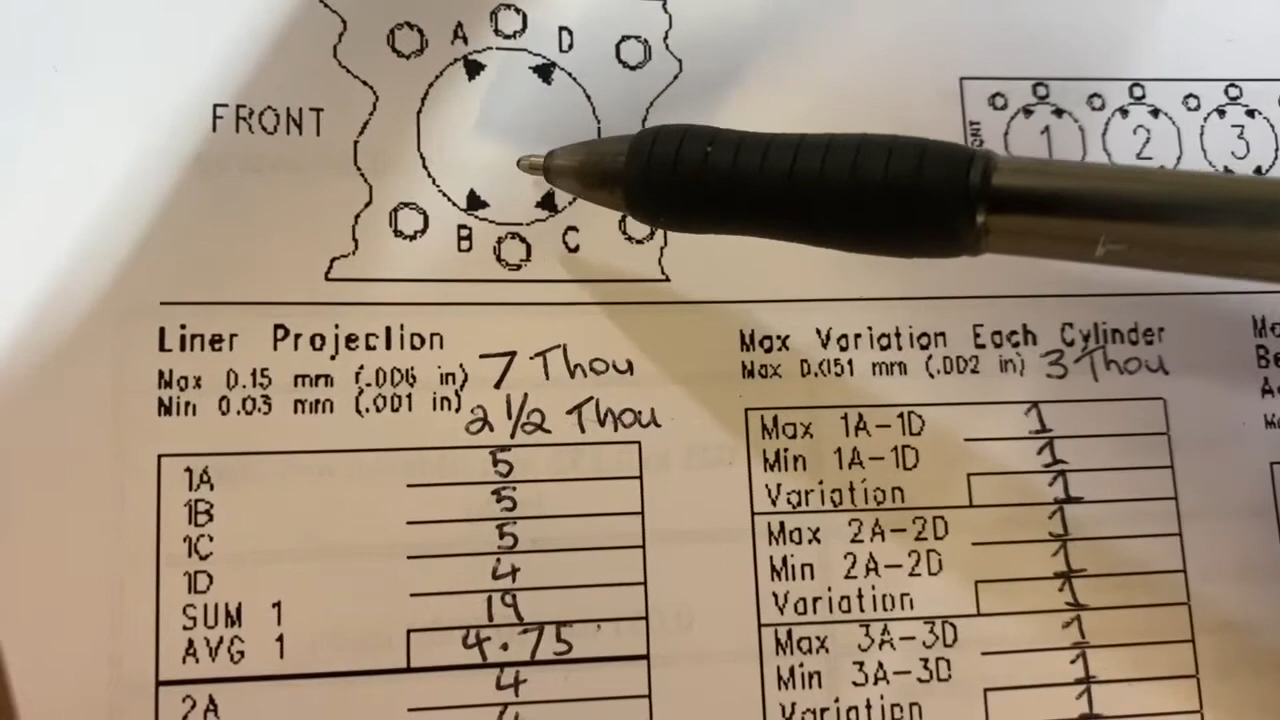 A D
FRONT
1 2 3
B C
Liner Projection
Max 0.15 mm (.006 in) 7 Thou
Min 0.03 mm (.001 in) 2 1/2 Thou
1A 5
1B 5
1C 5
1D 4
SUM 1 19
AVG 1 4.75
2A 4
Max Variation Each Cylinder
Max 0.051 mm (.002 in) 3 Thou
Max 1A-1D 1
Min 1A-1D 1
Variation 1
Max 2A-2D 1
Min 2A-2D 1
Variation 1
Max 3A-3D 1
Min 3A-3D 1
Variation 1